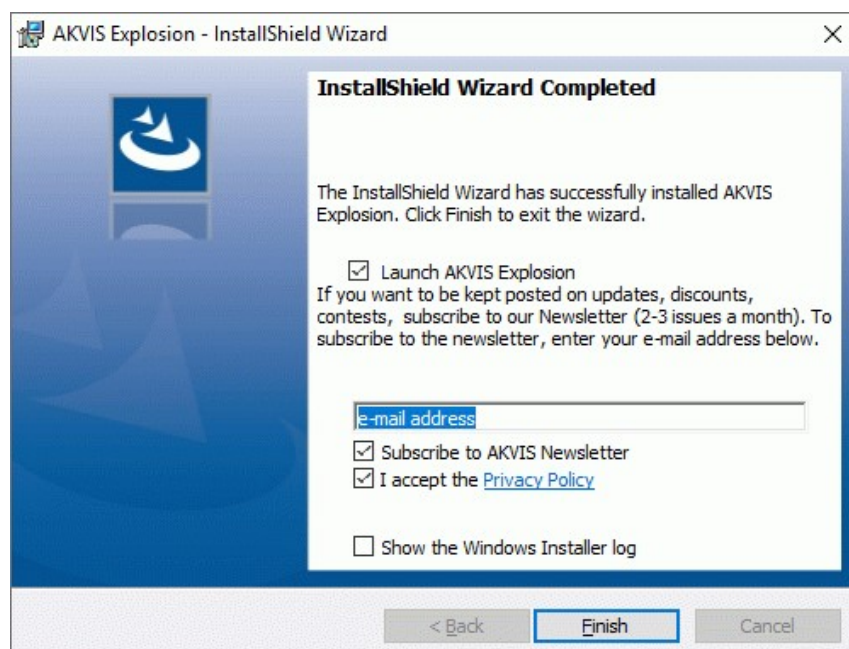 AKVIS Explosion - InstallShield Wizard
InstallShield Wizard Completed
The InstallShield Wizard has successfully installed AKVIS
Explosion. Click Finish to exit the wizard.
Launch AKVIS Explosion
If you want to be kept posted on updates, discounts,
contests,  subscribe to our Newsletter (2-3 issues a month). To
subscribe to the newsletter, enter your e-mail address below.
e-mail address
Subscribe to AKVIS Newsletter
I accept the Privacy Policy
Show the Windows Installer log
< Back
Finish
Cancel